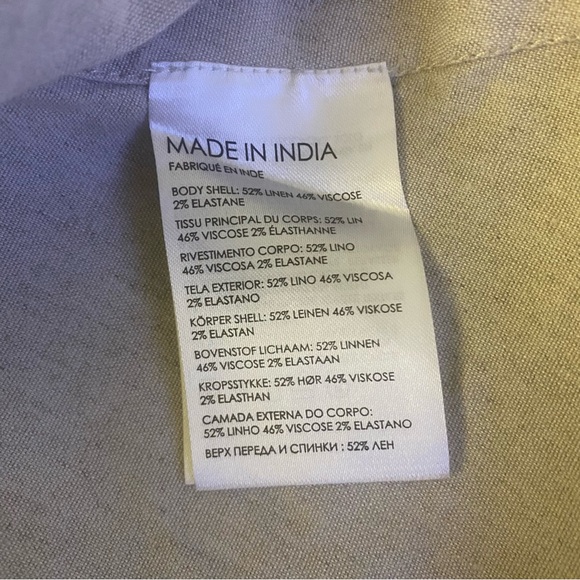 MADE IN INDIA
FABRIQUÉ EN INDE
BODY SHELL: 52% LINEN 46% VISCOSE
2% ELASTANE
TISSU PRINCIPAL DU CORPS: 52% LIN
46% VISCOSE 2% ÉLASTHANNE
RIVESTIMENTO CORPO: 52% LINO
46% VISCOSA 2% ELASTANE
TELA EXTERIOR: 52% LINO 46% VISCOSA
2% ELASTANO
KÖRPER SHELL: 52% LEINEN 46% VISKOSE
2% ELASTAN
BOVENSTOF LICHAAM: 52% LINNEN
46% VISCOSE 2% ELASTAAN
KROPSSTYKKE: 52% HØR 46% VISKOSE
2% ELASTHAN
CAMADA EXTERNA DO CORPO:
52% LINHO 46% VISCOSE 2% ELASTANO
ВЕРХ ПЕРЕДА И СПИНКИ : 52% ЛЕН